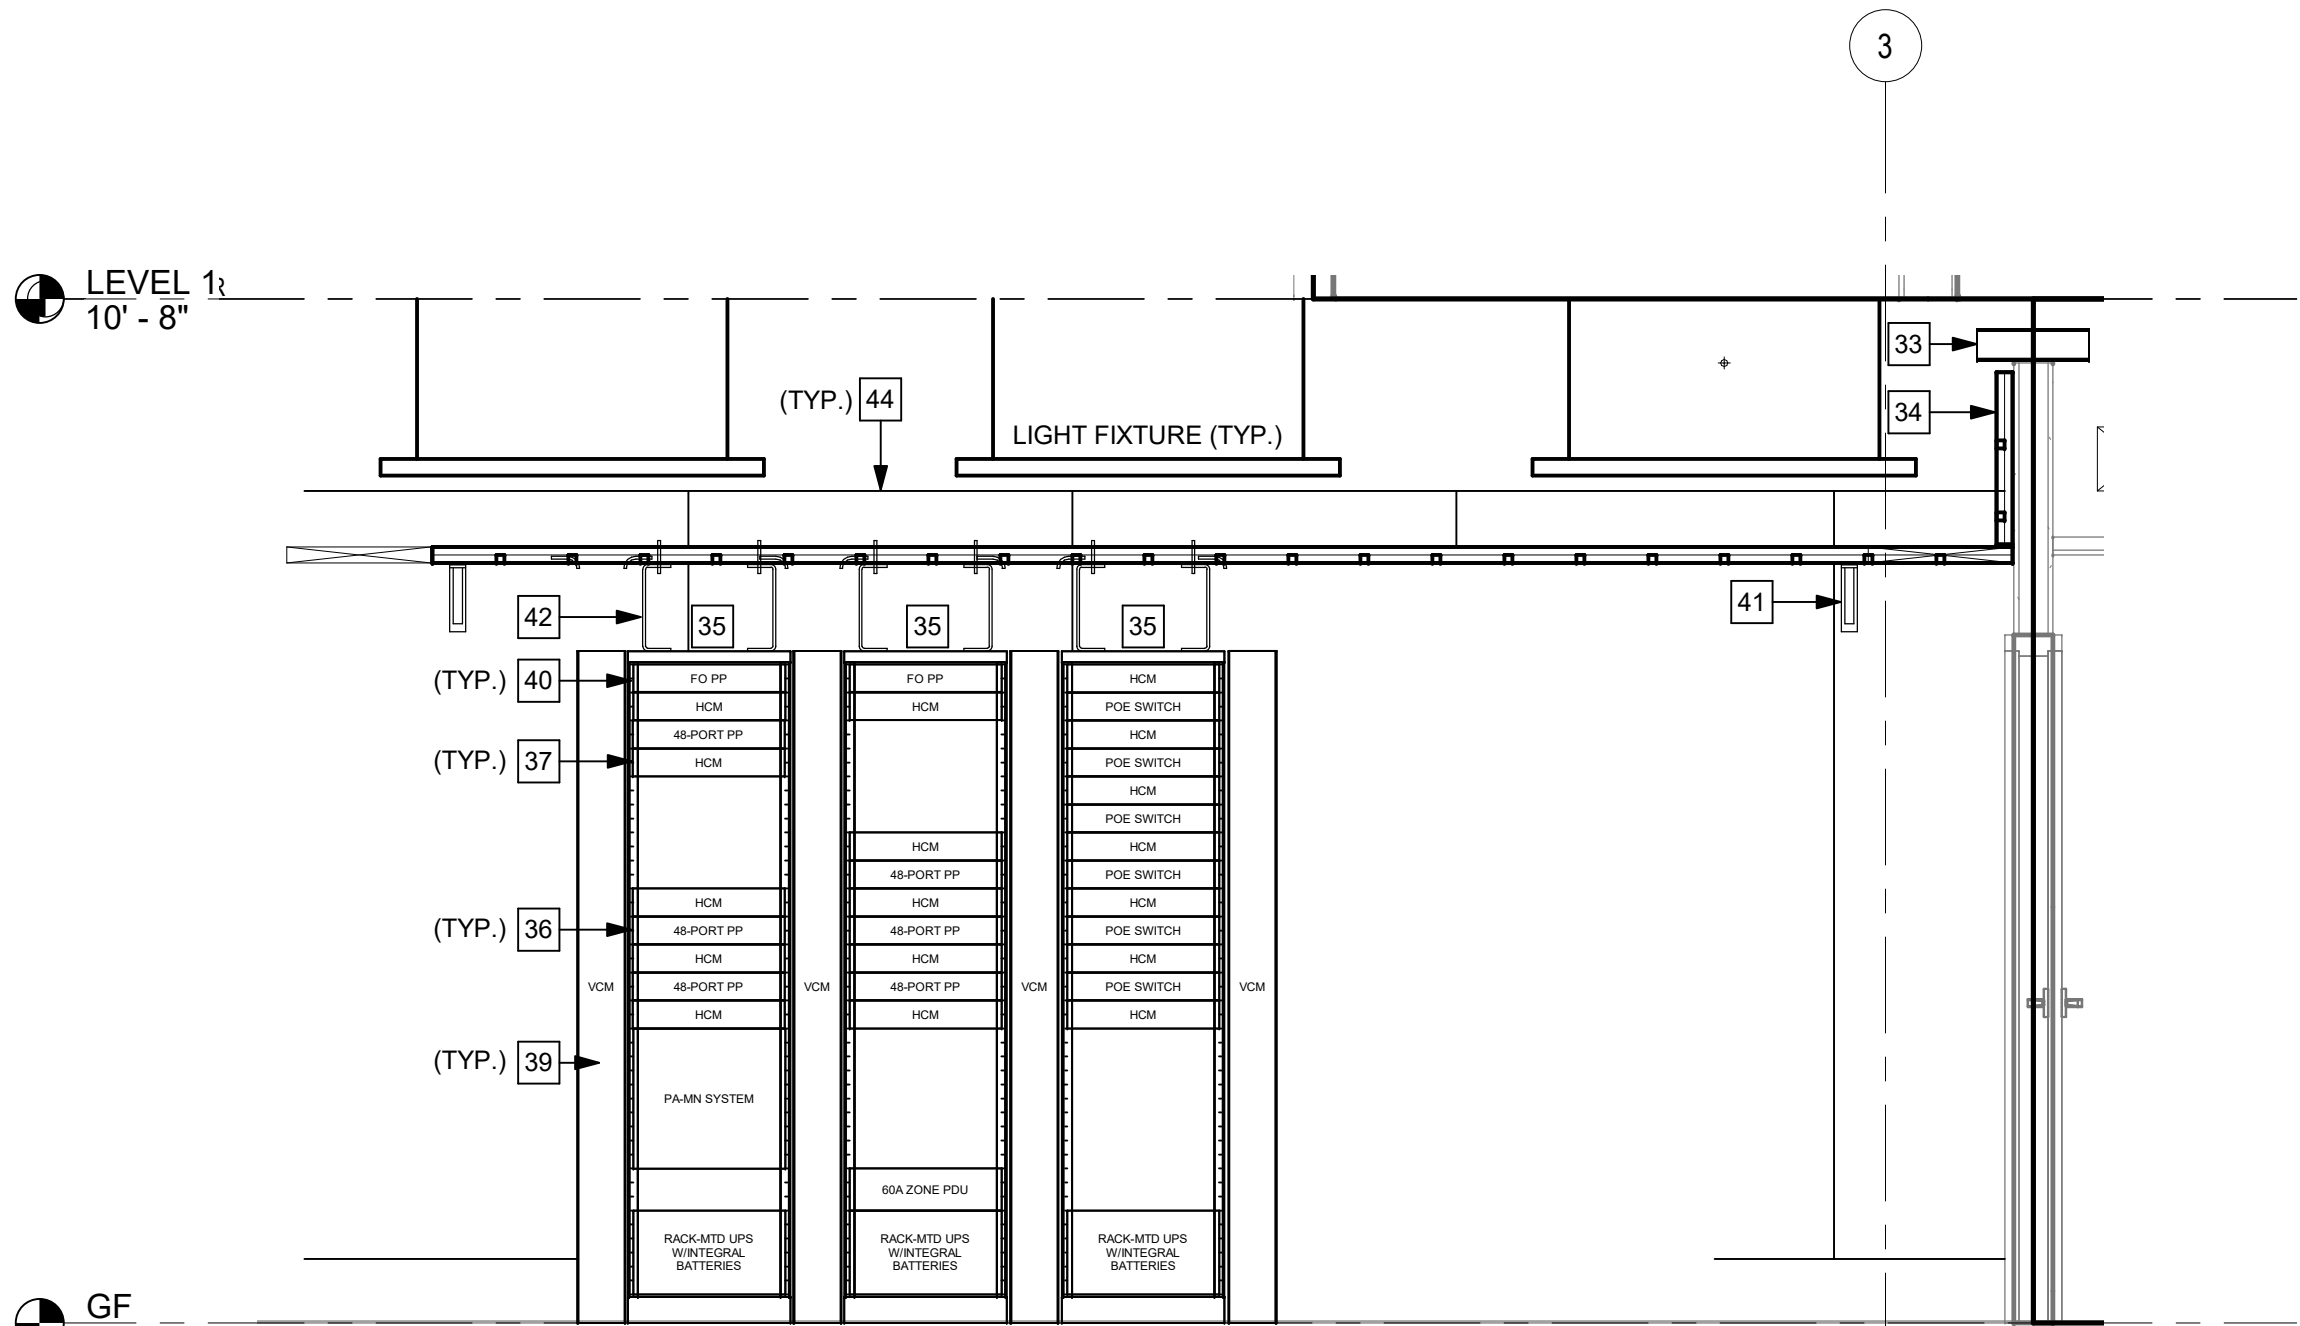 3
LEVEL 1
10' - 8"
33
(TYP.) 44
34
LIGHT FIXTURE (TYP.)
42
35
35
35
41
(TYP.) 40
FO PP
FO PP
HCM
HCM
HCM
POE SWITCH
48-PORT PP
HCM
(TYP.) 37
HCM
POE SWITCH
HCM
POE SWITCH
HCM
HCM
48-PORT PP
POE SWITCH
HCM
HCM
HCM
(TYP.) 36
48-PORT PP
48-PORT PP
POE SWITCH
HCM
HCM
HCM
VCM
48-PORT PP
VCM
48-PORT PP
VCM
POE SWITCH
VCM
HCM
HCM
HCM
(TYP.) 39
PA-MN SYSTEM
60A ZONE PDU
RACK-MTD UPS
W/INTEGRAL
BATTERIES
RACK-MTD UPS
W/INTEGRAL
BATTERIES
RACK-MTD UPS
W/INTEGRAL
BATTERIES
GF